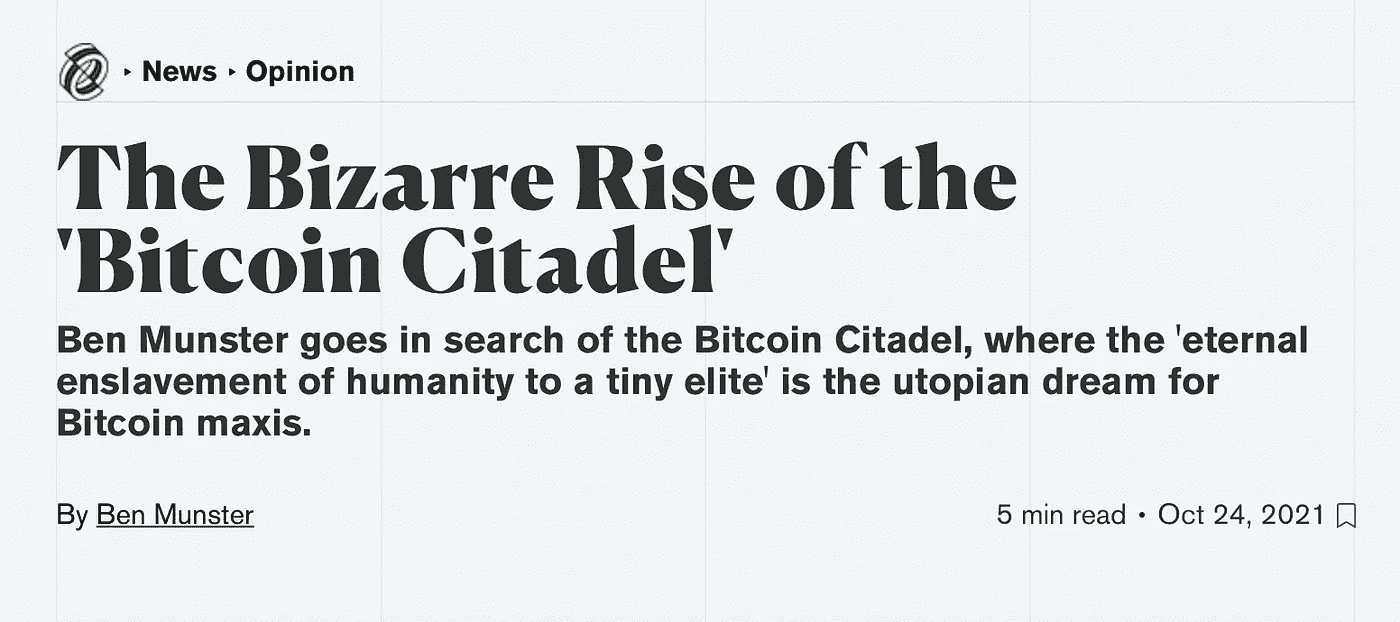 ‣ News ‣ Opinion
The Bizarre Rise of the
'Bitcoin Citadel'
Ben Munster goes in search of the Bitcoin Citadel, where the 'eternal
enslavement of humanity to a tiny elite' is the utopian dream for
Bitcoin maxis.
By Ben Munster
5 min read • Oct 24, 2021